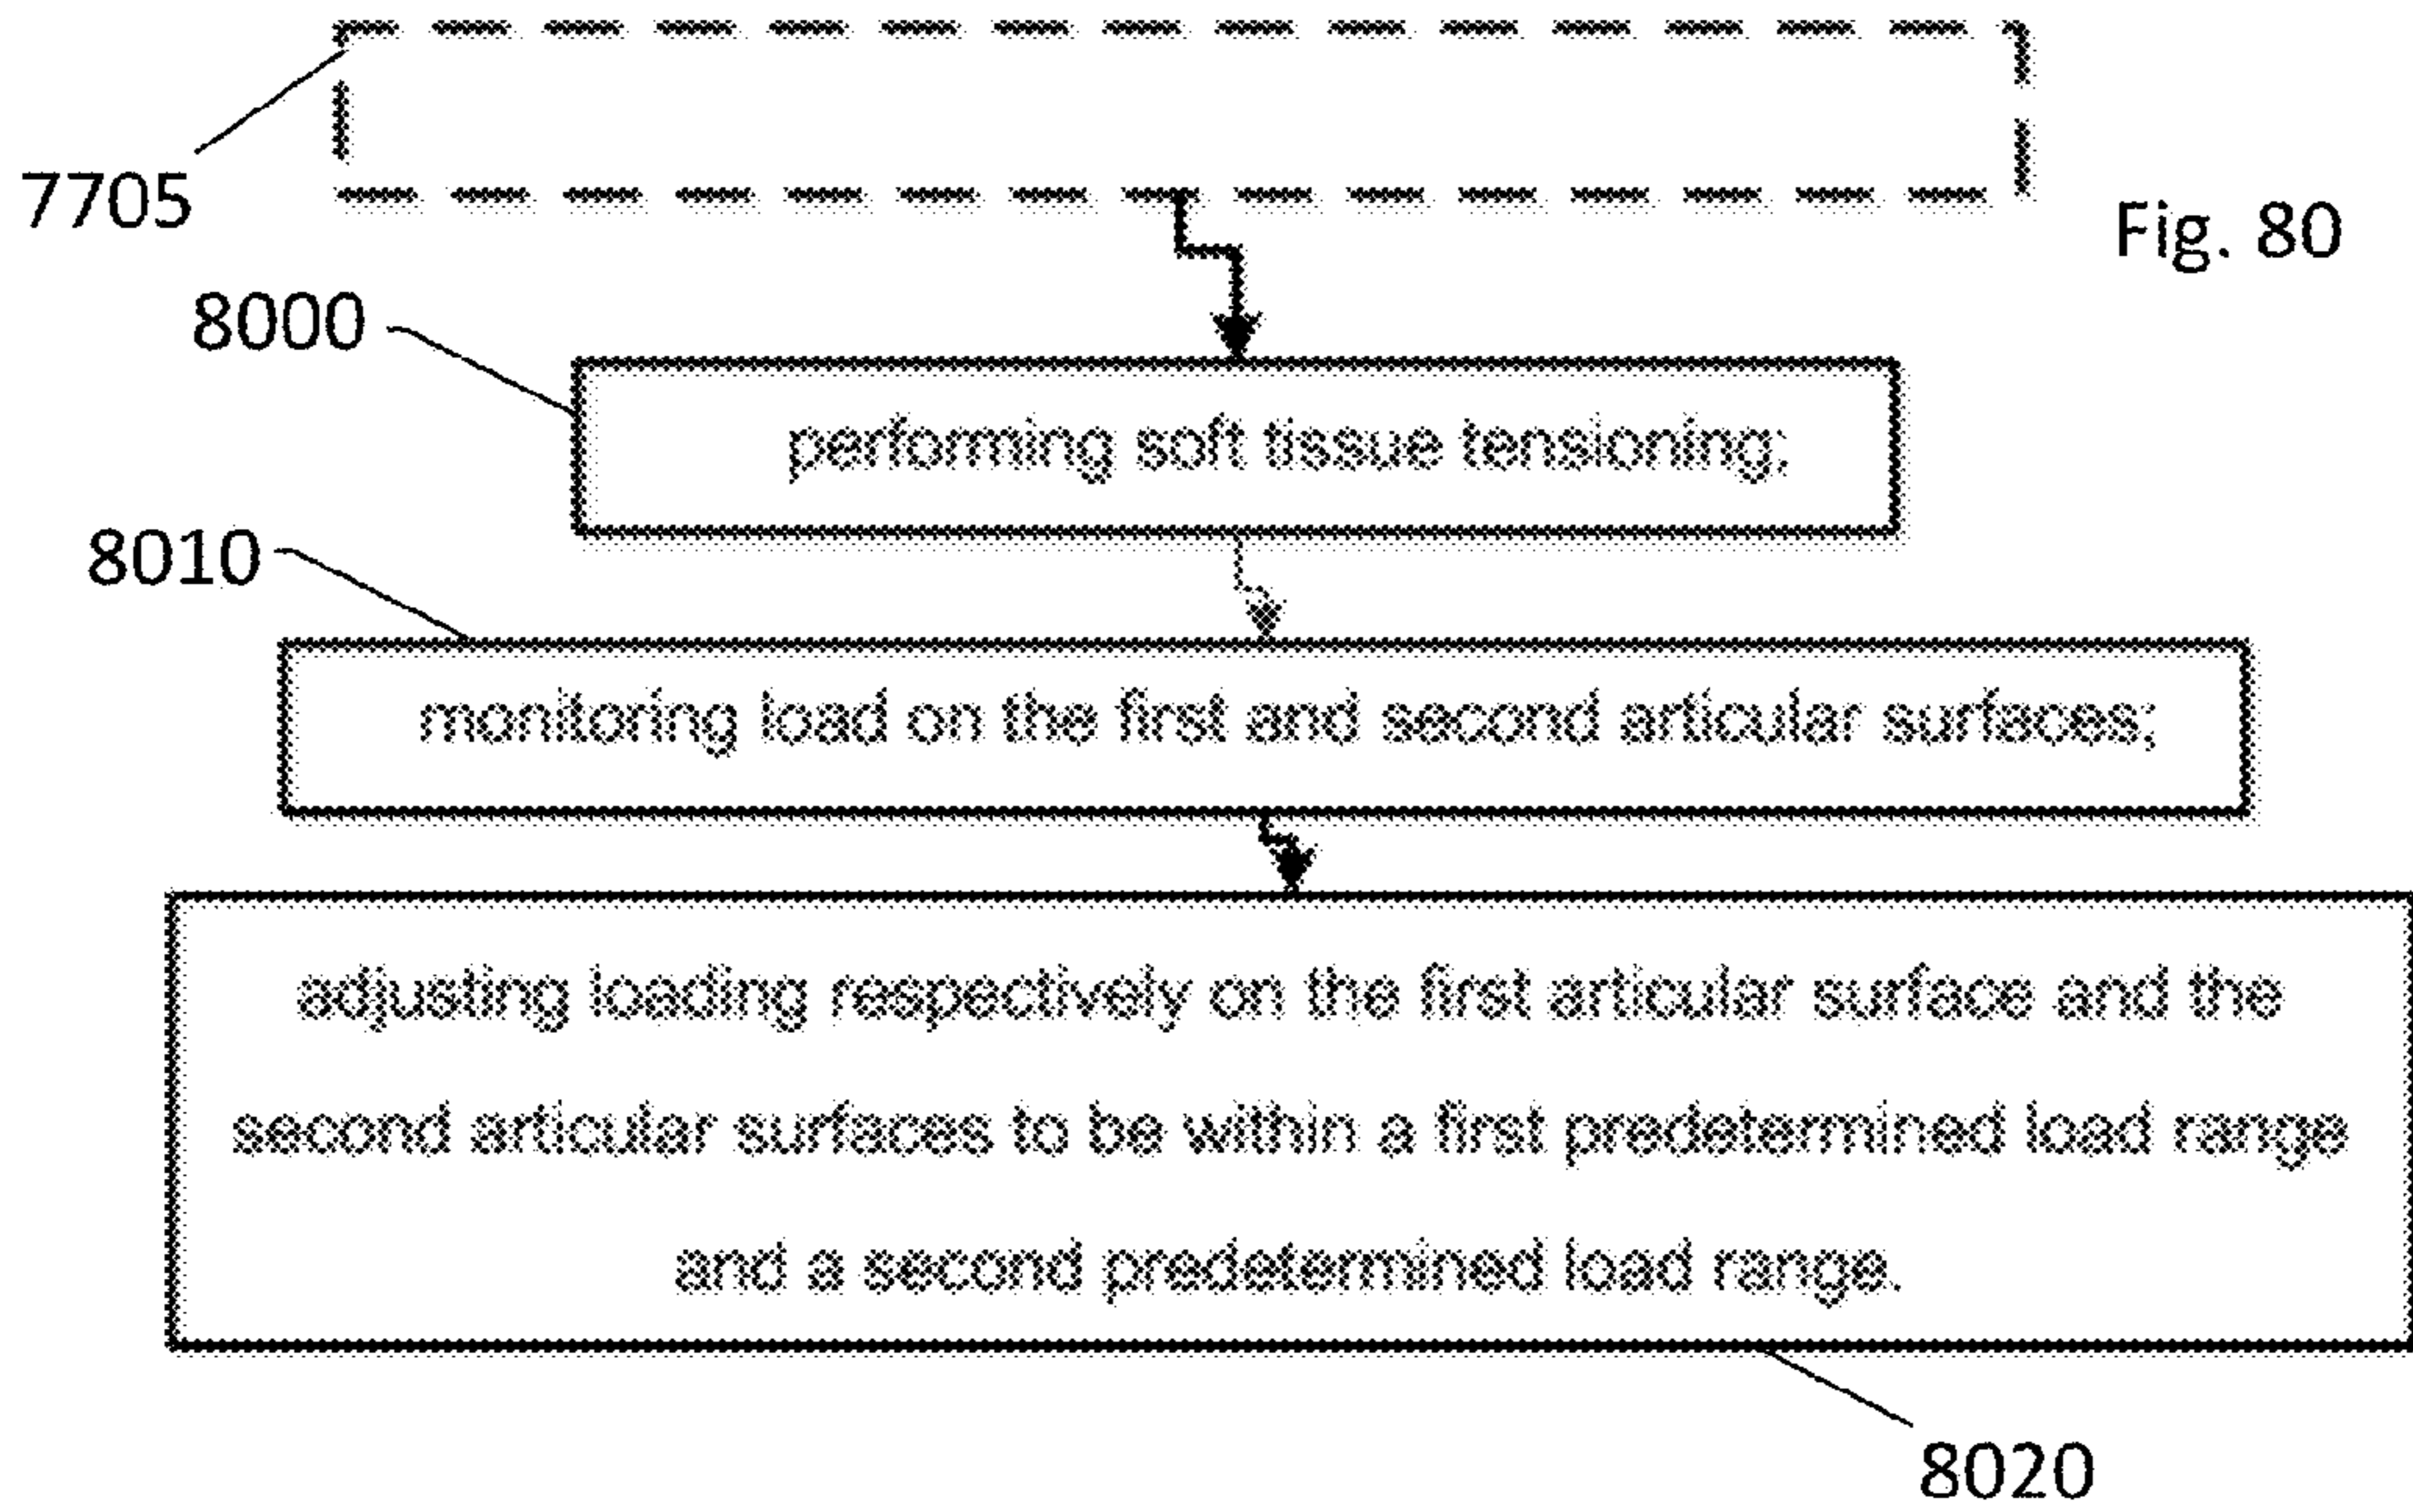 7705
Fig. 80
8000
performing soft tissue tensioning;
8010
monitoring load on the first and second articular surfaces;
adjusting loading respectively on the first articular surface and the
second articular surfaces to be within a first predetermined load range
and a second predetermined load range.
8020